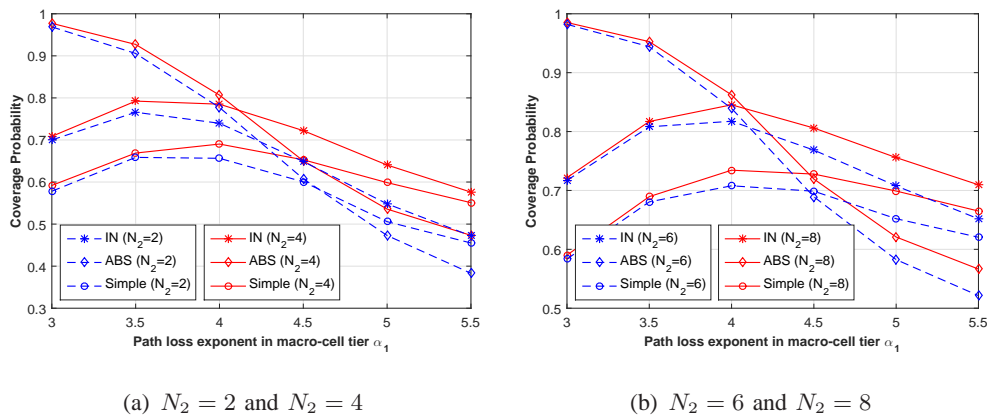 1
0.9
0.8
0.7
0.6
0.5
0.4
0.3
Coverage Probability
IN (N2=2)
ABS (N2=2)
Simple (N2=2)
IN (N2=4)
ABS (N2=4)
Simple (N2=4)
3 3.5 4 4.5 5 5.5
Path loss exponent in macro-cell tier α1
(a) N2 = 2 and N2 = 4
1
0.9
0.8
0.7
0.6
0.5
Coverage Probability
IN (N2=6)
ABS (N2=6)
Simple (N2=6)
IN (N2=8)
ABS (N2=8)
Simple (N2=8)
3 3.5 4 4.5 5 5.5
Path loss exponent in macro-cell tier α1
(b) N2 = 6 and N2 = 8